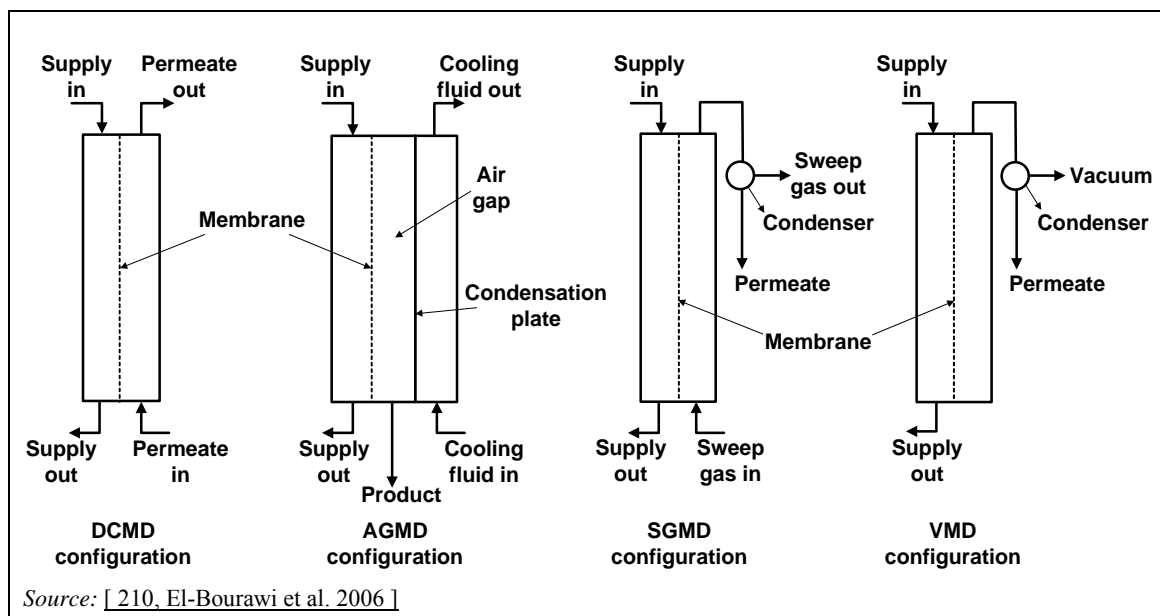 Supply
in
Permeate
out
Supply
in
Cooling
fluid out
Supply
in
Supply
in
Air
gap
Sweep
gas out
Vacuum
Membrane
Condenser
Condenser
Permeate
Permeate
Condensation
plate
Membrane
Supply
out
Permeate
in
Supply
out
Product
Cooling
fluid in
Supply
out
Sweep
gas in
Supply
out
DCMD
configuration
AGMD
configuration
SGMD
configuration
VMD
configuration
Source: [ 210, El-Bourawi et al. 2006 ]